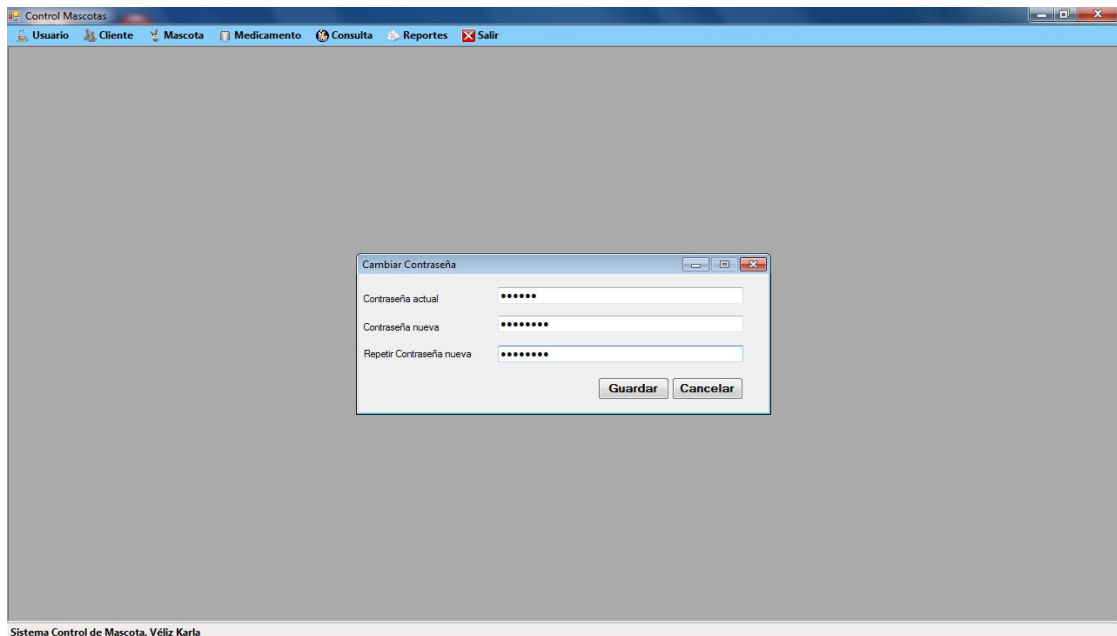 Control Mascotas
Usuario Cliente Mascota Medicamento Consulta Reportes Salir
Cambiar Contraseña
Contraseña actual ••••••
Contraseña nueva ••••••••
Repetir Contraseña nueva ••••••••
Guardar Cancelar
Sistema Control de Mascota. Véliz Karla